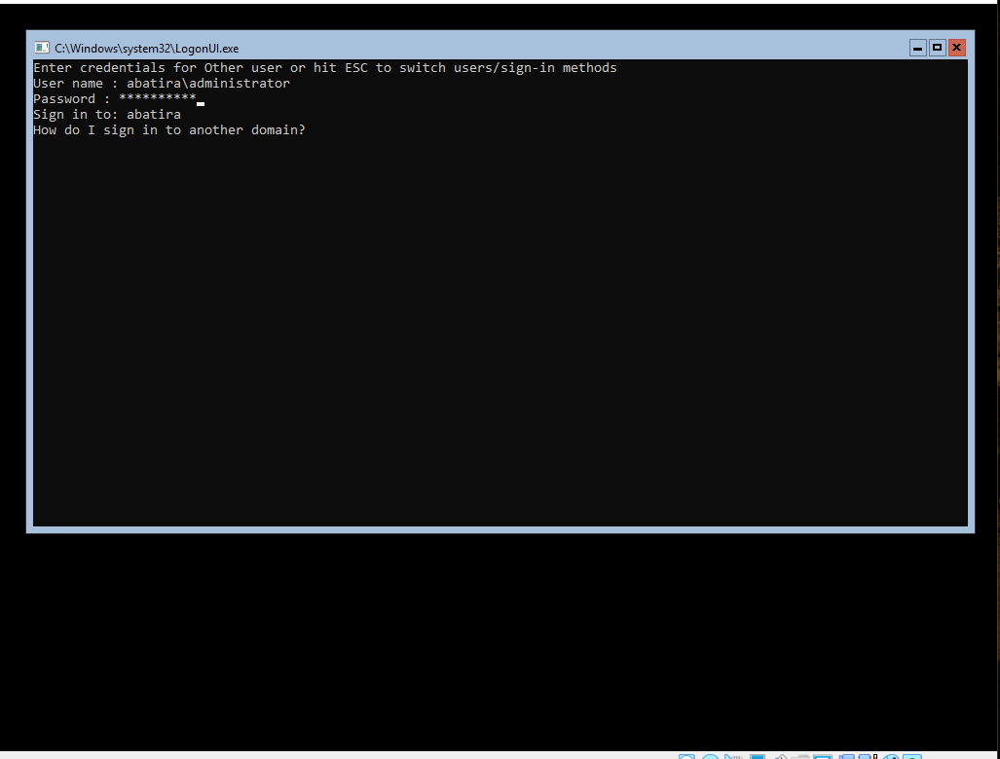 C:\Windows\system32\LogonUI.exe
Enter credentials for Other user or hit ESC to switch users/sign-in methods
User name : abatira\administrator
Password : **********
Sign in to: abatira
How do I sign in to another domain?